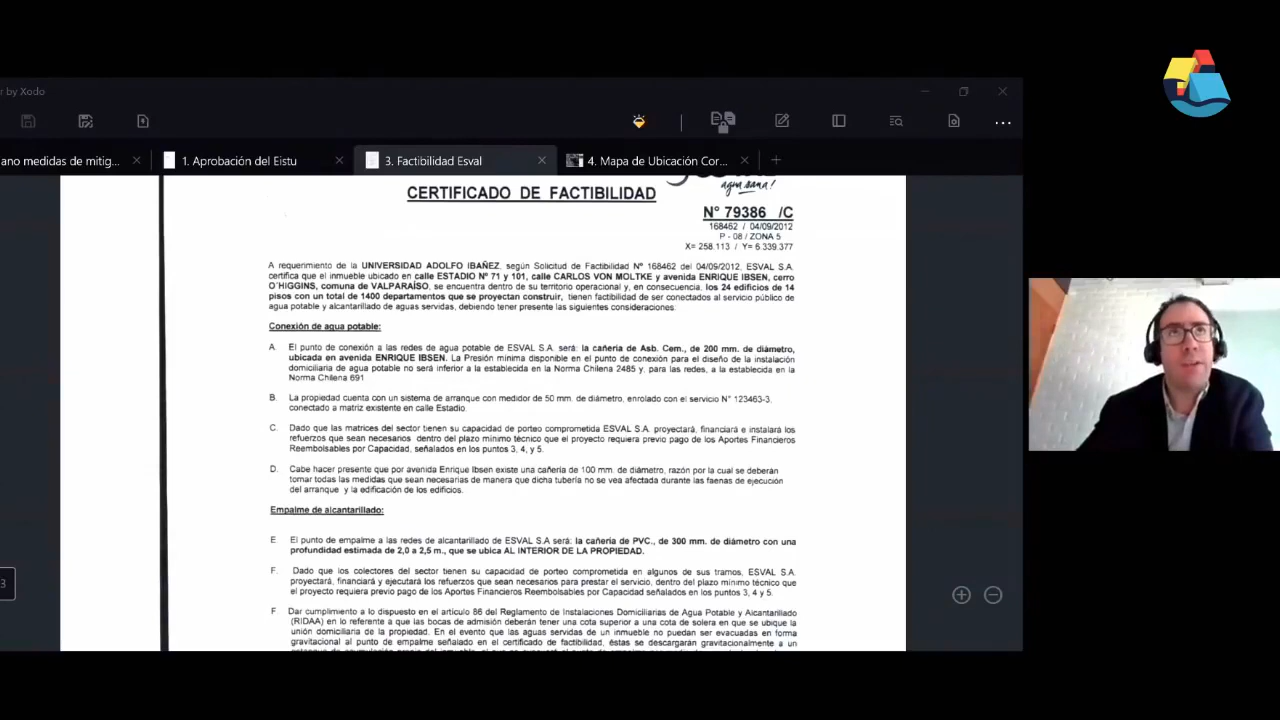 r by Xodo
ano medidas de mitig...
1. Aprobación del Eistu
3. Factibilidad Esval
4. Mapa de Ubicación Cor...
agua sana!
CERTIFICADO DE FACTIBILIDAD
N° 79386 /C
168462 / 04/09/2012
P - 08 / ZONA 5
X= 258.113 / Y= 6.339.377
A requerimiento de la UNIVERSIDAD ADOLFO IBAÑEZ, según Solicitud de Factibilidad Nº 168462 del 04/09/2012, ESVAL S.A.
certifica que el inmueble ubicado en calle ESTADIO Nº 71 y 101, calle CARLOS VON MOLTKE y avenida ENRIQUE IBSEN, cerro
O´HIGGINS, comuna de VALPARAÍSO, se encuentra dentro de su territorio operacional y, en consecuencia, los 24 edificios de 14
pisos con un total de 1400 departamentos que se proyectan construir, tienen factibilidad de ser conectados al servicio público de
agua potable y alcantarillado de aguas servidas, debiendo tener presente las siguientes consideraciones:
Conexión de agua potable:
A. El punto de conexión a las redes de agua potable de ESVAL S.A. será: la cañería de Asb. Cem., de 200 mm. de diámetro,
ubicada en avenida ENRIQUE IBSEN. La Presión mínima disponible en el punto de conexión para el diseño de la instalación
domiciliaria de agua potable no será inferior a la establecida en la Norma Chilena 2485 y, para las redes, a la establecida en la
Norma Chilena 691
B. La propiedad cuenta con un sistema de arranque con medidor de 50 mm. de diámetro, enrolado con el servicio N° 123463-3,
conectado a matriz existente en calle Estadio.
C. Dado que las matrices del sector tienen su capacidad de porteo comprometida ESVAL S.A. proyectará, financiará e instalará los
refuerzos que sean necesarios dentro del plazo mínimo técnico que el proyecto requiera previo pago de los Aportes Financieros
Reembolsables por Capacidad, señalados en los puntos 3, 4, y 5.
D. Cabe hacer presente que por avenida Enrique Ibsen existe una cañería de 100 mm. de diámetro, razón por la cual se deberán
tomar todas las medidas que sean necesarias de manera que dicha tubería no se vea afectada durante las faenas de ejecución
del arranque y la edificación de los edificios.
Empalme de alcantarillado:
E El punto de empalme a las redes de alcantarillado de ESVAL S.A será: la cañería de PVC., de 300 mm. de diámetro con una
profundidad estimada de 2,0 a 2,5 m., que se ubica AL INTERIOR DE LA PROPIEDAD.
F. Dado que los colectores del sector tienen su capacidad de porteo comprometida en algunos de sus tramos, ESVAL S.A.
proyectará, financiará y ejecutará los refuerzos que sean necesarios para prestar el servicio, dentro del plazo mínimo técnico que
el proyecto requiera previo pago de los Aportes Financieros Reembolsables por Capacidad señalados en los puntos 3, 4 y 5.
F Dar cumplimiento a lo dispuesto en el artículo 86 del Reglamento de Instalaciones Domiciliarias de Agua Potable y Alcantarillado
(RIDAA) en lo referente a que las bocas de admisión deberán tener una cota superior a una cota de solera en que se ubique la
unión domiciliaria de la propiedad. En el evento que las aguas servidas de un inmueble no puedan ser evacuadas en forma
gravitacional al punto de empalme señalado en el certificado de factibilidad, éstas se descargarán gravitacionalmente a un
3